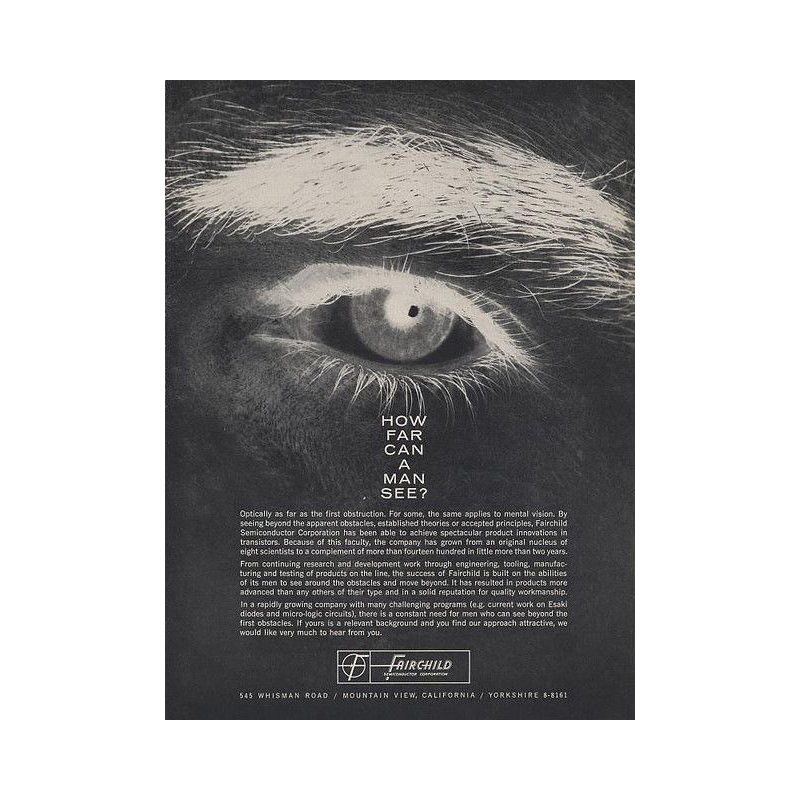 HOW
FAR
CAN
A
MAN
SEE?
Optically as far as the first obstruction. For some, the same applies to mental vision. By
seeing beyond the apparent obstacles, established theories or accepted principles, Fairchild
Semiconductor Corporation has been able to achieve spectacular product innovations in
transistors. Because of this faculty, the company has grown from an original nucleus of
eight scientists to a complement of more than fourteen hundred in little more than two years.
From continuing research and development work through engineering, tooling, manufac-
turing and testing of products on the line, the success of Fairchild is built on the abilities
of its men to see around the obstacles and move beyond. It has resulted in products more
advanced than any others of their type and in a solid reputation for quality workmanship.
In a rapidly growing company with many challenging programs (e.g. current work on Esaki
diodes and micro-logic circuits), there is a constant need for men who can see beyond the
first obstacles. If yours is a relevant background and you find our approach attractive, we
would like very much to hear from you.
FAIRCHILD
SEMICONDUCTOR CORPORATION
545 WHISMAN ROAD / MOUNTAIN VIEW, CALIFORNIA / YORKSHIRE 8-8161